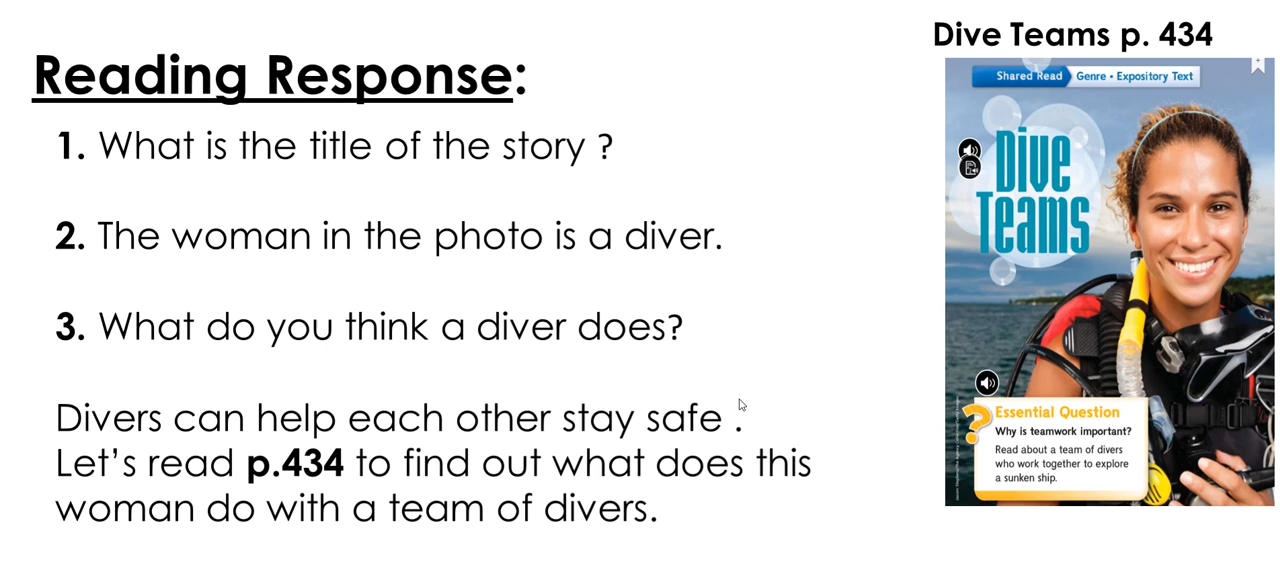 Dive Teams p. 434
Reading Response:
1. What is the title of the story ?
2. The woman in the photo is a diver.
3. What do you think a diver does?
Divers can help each other stay safe .
Let's read p.434 to find out what does this
woman do with a team of divers.
Shared Read
Genre • Expository Text
Dive
Teams
?
Essential Question
Why is teamwork important?
Read about a team of divers
who work together to explore
a sunken ship.